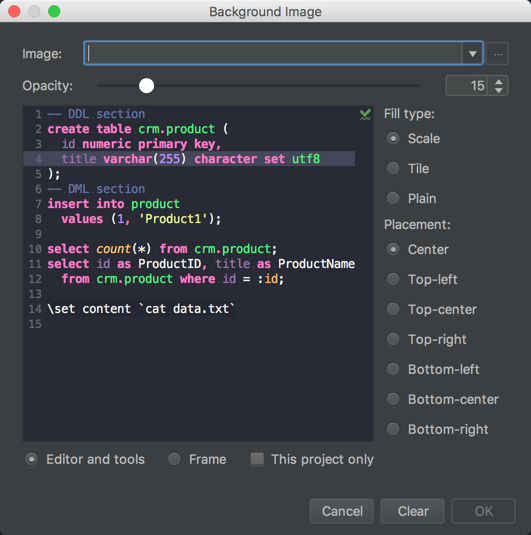 Background Image
Image:
...
Opacity:
15
1 -- DDL section
2 create table crm.product (
3   id numeric primary key,
4   title varchar(255) character set utf8
5 );
6 -- DML section
7 insert into product
8   values (1, 'Product1');
9
10 select count(*) from crm.product;
11 select id as ProductID, title as ProductName
12   from crm.product where id = :id;
13
14 \set content `cat data.txt`
15
Fill type:
Scale
Tile
Plain
Placement:
Center
Top-left
Top-center
Top-right
Bottom-left
Bottom-center
Bottom-right
Editor and tools
Frame
This project only
Cancel
Clear
OK